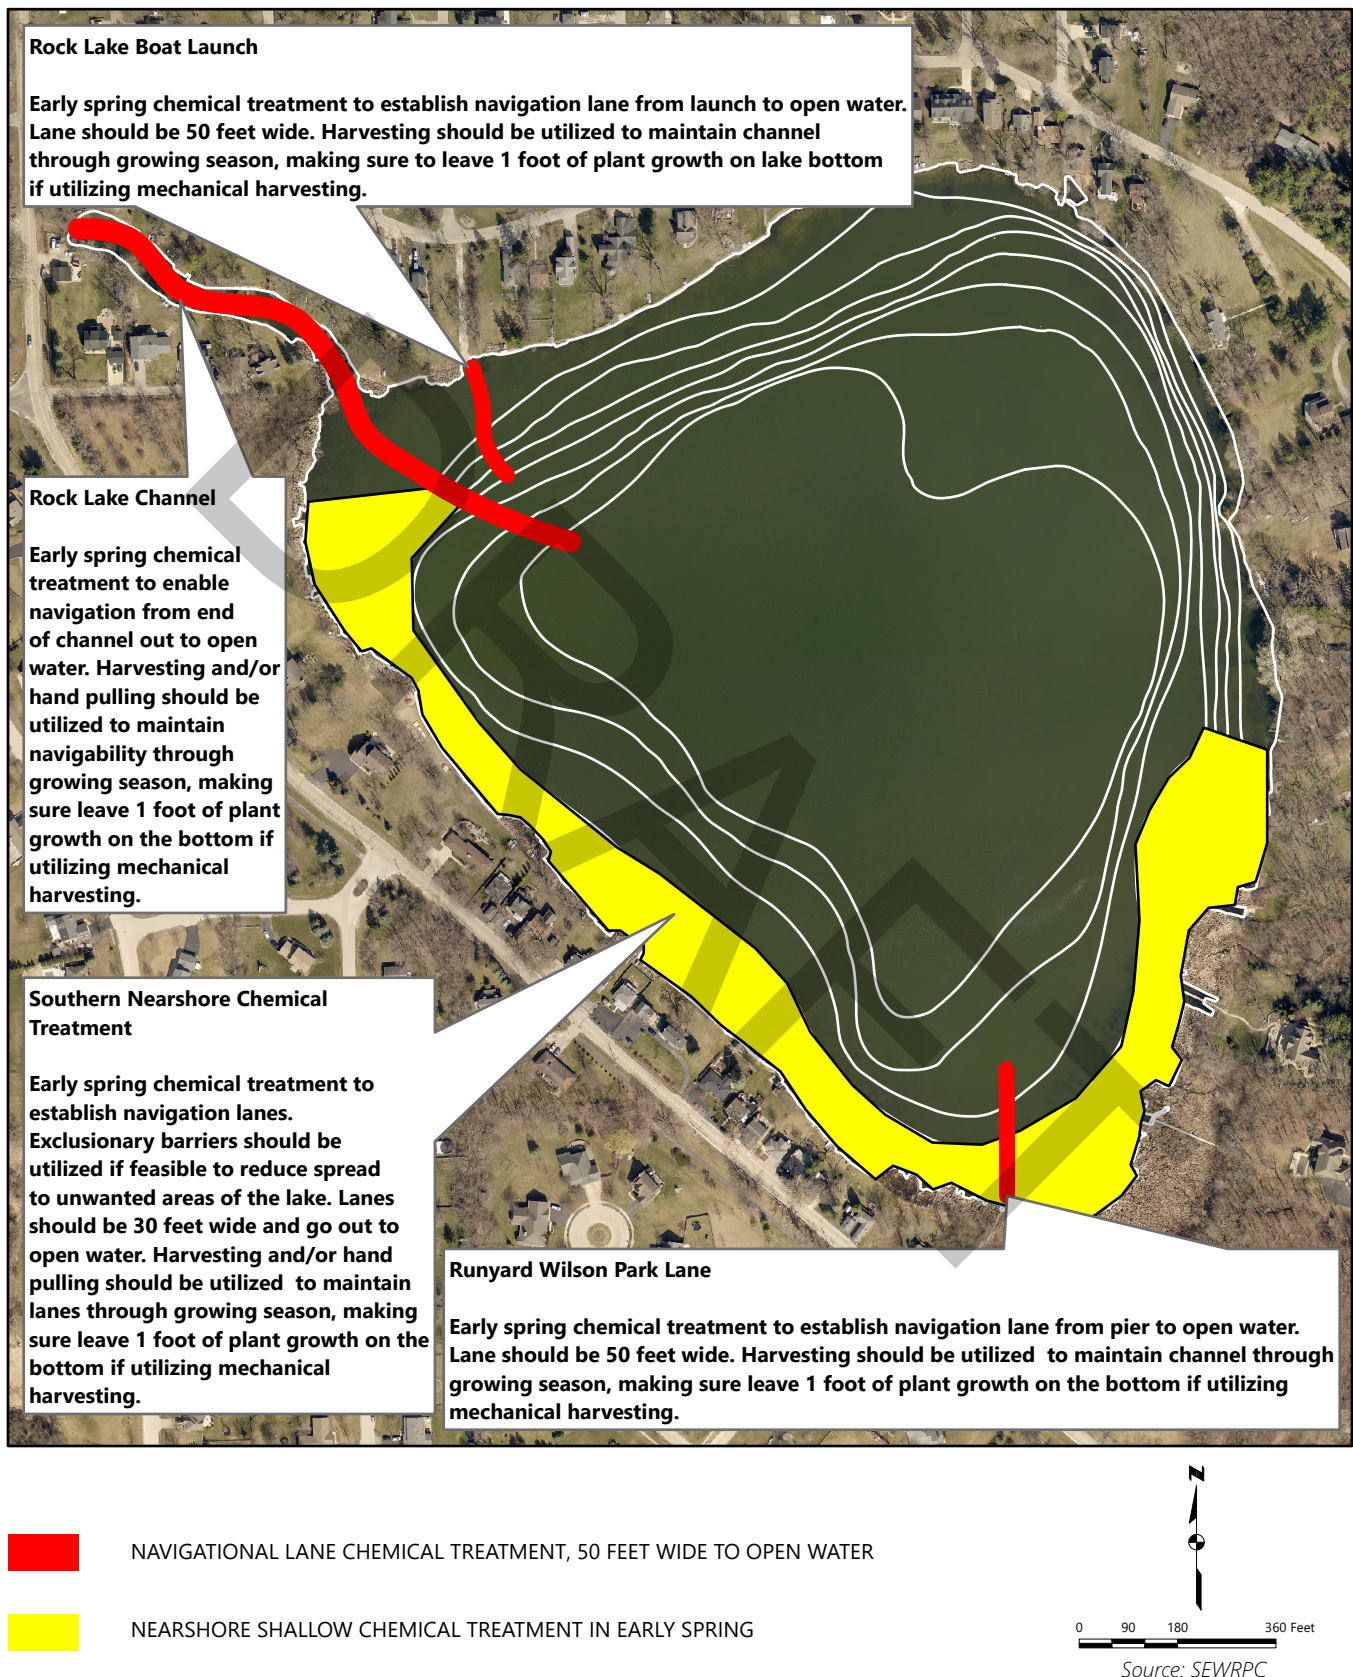 Rock Lake Boat Launch
Early spring chemical treatment to establish navigation lane from launch to open water.
Lane should be 50 feet wide. Harvesting should be utilized to maintain channel
through growing season, making sure to leave 1 foot of plant growth on lake bottom
if utilizing mechanical harvesting.
Rock Lake Channel
Early spring chemical
treatment to enable
navigation from end
of channel out to open
water. Harvesting and/or
hand pulling should be
utilized to maintain
navigability through
growing season, making
sure leave 1 foot of plant
growth on the bottom if
utilizing mechanical
harvesting.
Southern Nearshore Chemical
Treatment
Early spring chemical treatment to
establish navigation lanes.
Exclusionary barriers should be
utilized if feasible to reduce spread
to unwanted areas of the lake. Lanes
should be 30 feet wide and go out to
open water. Harvesting and/or hand
pulling should be utilized  to maintain
lanes through growing season, making
sure leave 1 foot of plant growth on the
bottom if utilizing mechanical
harvesting.
Runyard Wilson Park Lane
Early spring chemical treatment to establish navigation lane from pier to open water.
Lane should be 50 feet wide. Harvesting should be utilized  to maintain channel through
growing season, making sure leave 1 foot of plant growth on the bottom if utilizing
mechanical harvesting.
DRAFT
NAVIGATIONAL LANE CHEMICAL TREATMENT, 50 FEET WIDE TO OPEN WATER
NEARSHORE SHALLOW CHEMICAL TREATMENT IN EARLY SPRING
N
0 90 180 360 Feet
Source: SEWRPC